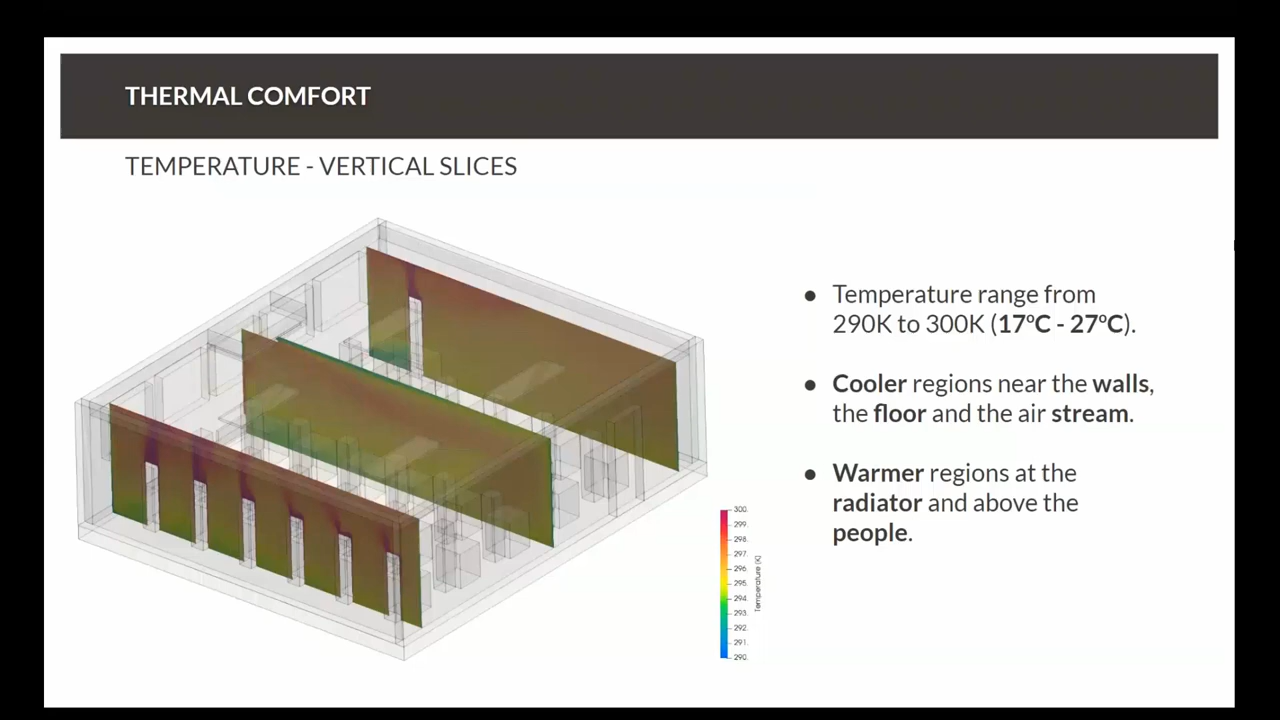 THERMAL COMFORT
TEMPERATURE - VERTICAL SLICES
● Temperature range from
290K to 300K (17ºC - 27ºC).
● Cooler regions near the walls,
the floor and the air stream.
● Warmer regions at the
radiator and above the
people.
300.
299.
298.
297.
296.
295.
294.
293.
292.
291.
290.
Temperature (K)